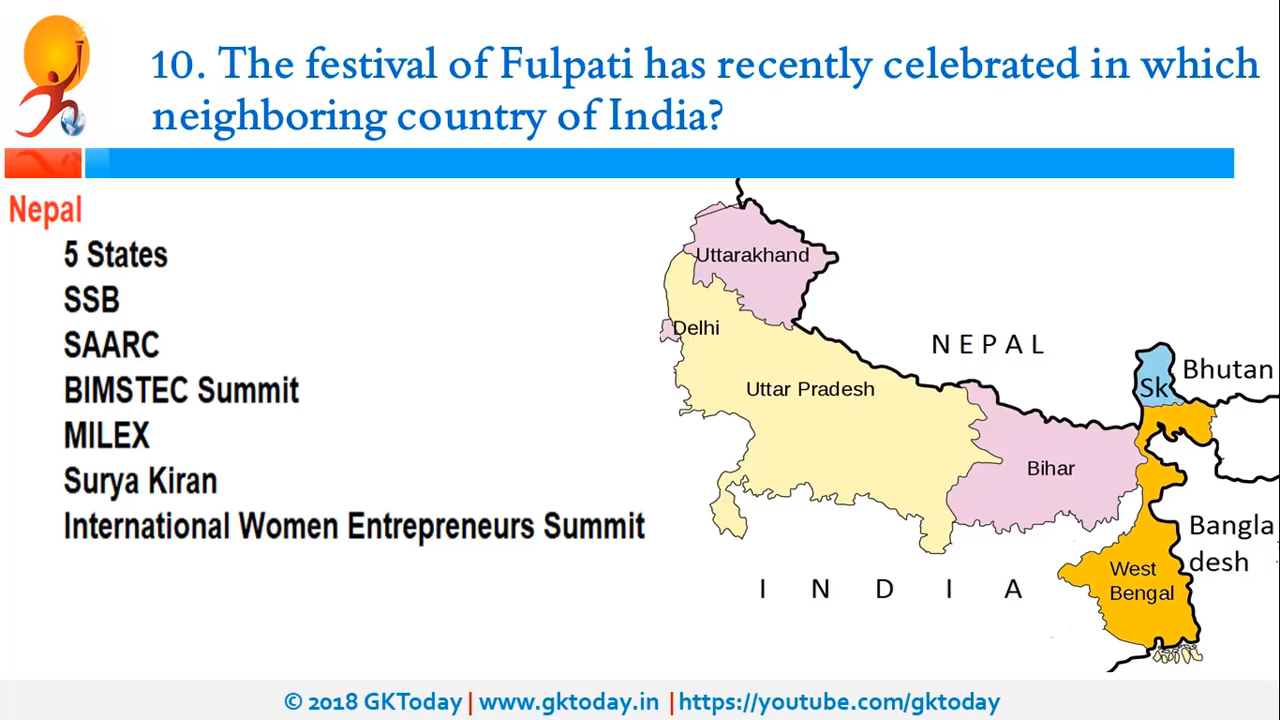 10. The festival of Fulpati has recently celebrated in which
neighboring country of India?
Nepal
5 States
SSB
SAARC
BIMSTEC Summit
MILEX
Surya Kiran
International Women Entrepreneurs Summit
Uttarakhand
Delhi
NEPAL
Uttar Pradesh
Sk
Bhutan
Bihar
Bangla
desh
West
Bengal
INDIA
© 2018 GKToday | www.gktoday.in | https://youtube.com/gktoday